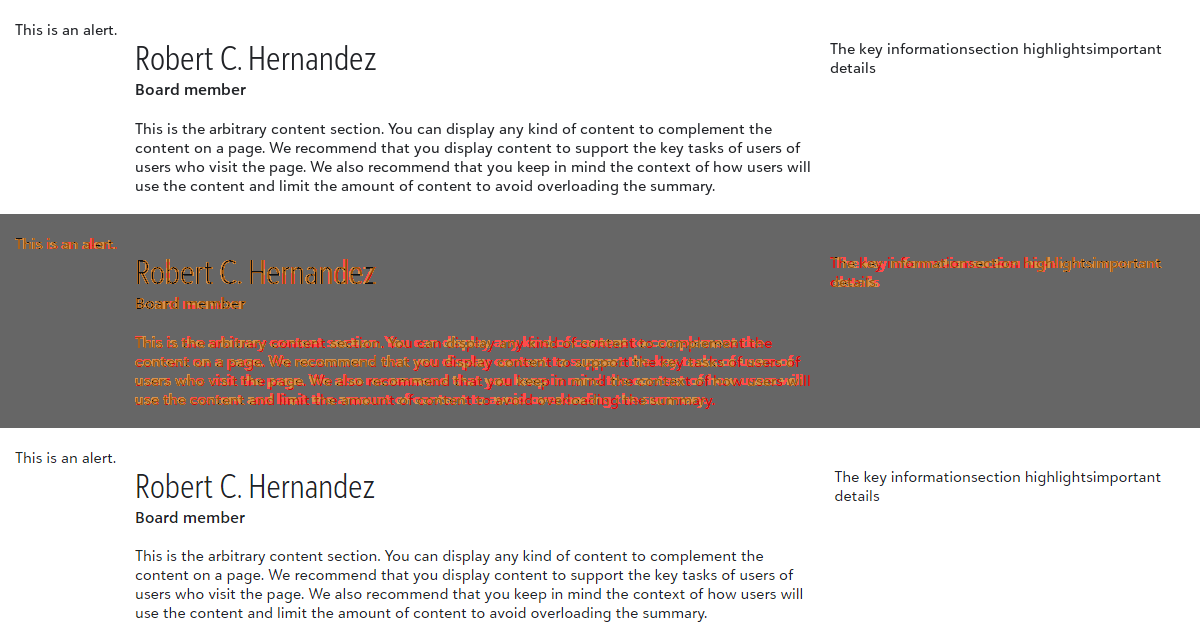 This is an alert.
Robert C. Hernandez
Board member
The key informationsection highlightsimportant
details
This is the arbitrary content section. You can display any kind of content to complement the
content on a page. We recommend that you display content to support the key tasks of users of
users who visit the page. We also recommend that you keep in mind the context of how users will
use the content and limit the amount of content to avoid overloading the summary.
This is an alert.
Robert C. Hernandez
Board member
The key informationsection highlightsimportant
details
This is the arbitrary content section. You can display any kind of content to complement the
content on a page. We recommend that you display content to support the key tasks of users of
users who visit the page. We also recommend that you keep in mind the context of how users will
use the content and limit the amount of content to avoid overloading the summary.
This is an alert.
Robert C. Hernandez
Board member
The key informationsection highlightsimportant
details
This is the arbitrary content section. You can display any kind of content to complement the
content on a page. We recommend that you display content to support the key tasks of users of
users who visit the page. We also recommend that you keep in mind the context of how users will
use the content and limit the amount of content to avoid overloading the summary.